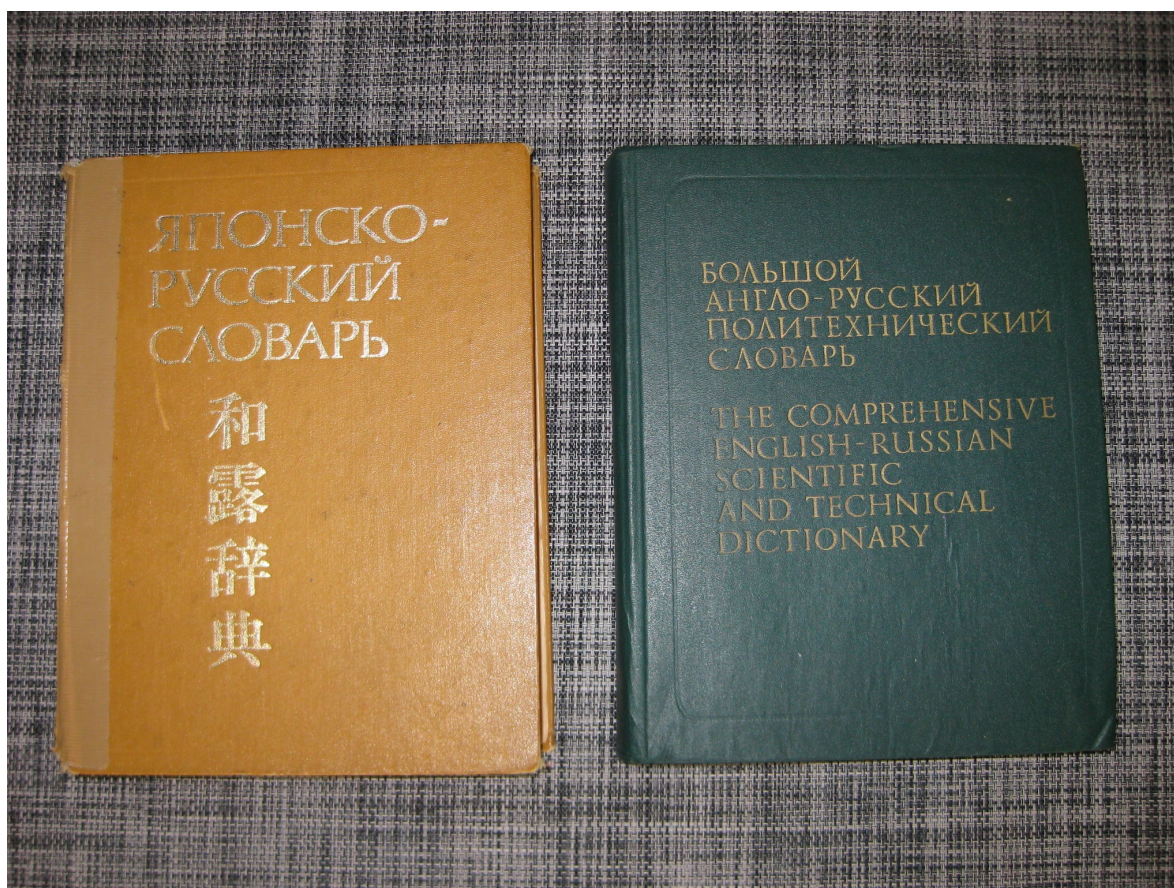 ЯПОНСКО-
РУССКИЙ
СЛОВАРЬ
和露辞典
БОЛЬШОЙ
АНГЛО-РУССКИЙ
ПОЛИТЕХНИЧЕСКИЙ
СЛОВАРЬ
THE COMPREHENSIVE
ENGLISH-RUSSIAN
SCIENTIFIC
AND TECHNICAL
DICTIONARY